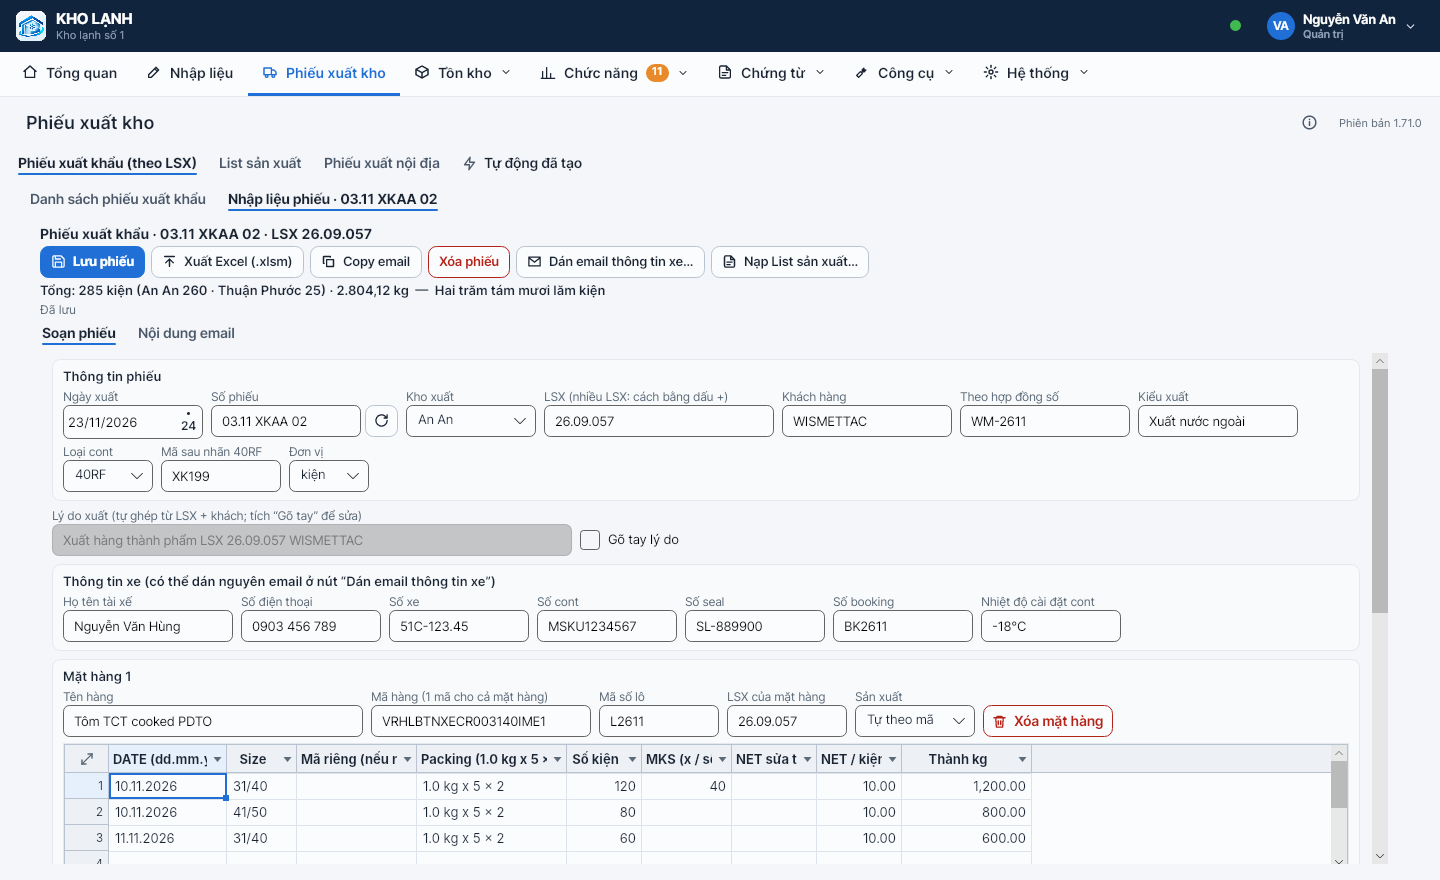 KHO LẠNH
Kho lạnh số 1
VA
Nguyễn Văn An
Quản trị
Tổng quan
Nhập liệu
Phiếu xuất kho
Tồn kho
Chức năng 11
Chứng từ
Công cụ
Hệ thống
Phiếu xuất kho
Phiên bản 1.71.0
Phiếu xuất khẩu (theo LSX)
List sản xuất
Phiếu xuất nội địa
Tự động đã tạo
Danh sách phiếu xuất khẩu
Nhập liệu phiếu · 03.11 XKAA 02
Phiếu xuất khẩu · 03.11 XKAA 02 · LSX 26.09.057
Lưu phiếu
Xuất Excel (.xlsm)
Copy email
Xóa phiếu
Dán email thông tin xe...
Nạp List sản xuất...
Tổng: 285 kiện (An An 260 · Thuận Phước 25) · 2.804,12 kg — Hai trăm tám mươi lăm kiện
Đã lưu
Soạn phiếu
Nội dung email
Thông tin phiếu
Ngày xuất
Số phiếu
Kho xuất
LSX (nhiều LSX: cách bằng dấu +)
Khách hàng
Theo hợp đồng số
Kiểu xuất
23/11/2026
24
03.11 XKAA 02
An An
26.09.057
WISMETTAC
WM-2611
Xuất nước ngoài
Loại cont
Mã sau nhãn 40RF
Đơn vị
40RF
XK199
kiện
Lý do xuất (tự ghép từ LSX + khách; tích “Gõ tay” để sửa)
Xuất hàng thành phẩm LSX 26.09.057 WISMETTAC
Gõ tay lý do
Thông tin xe (có thể dán nguyên email ở nút “Dán email thông tin xe”)
Họ tên tài xế
Số điện thoại
Số xe
Số cont
Số seal
Số booking
Nhiệt độ cài đặt cont
Nguyễn Văn Hùng
0903 456 789
51C-123.45
MSKU1234567
SL-889900
BK2611
-18°C
Mặt hàng 1
Tên hàng
Mã hàng (1 mã cho cả mặt hàng)
Mã số lô
LSX của mặt hàng
Sản xuất
Tôm TCT cooked PDTO
VRHLBTNXECR003140IME1
L2611
26.09.057
Tự theo mã
Xóa mặt hàng
DATE (dd.mm.y
Size
Mã riêng (nếu r
Packing (1.0 kg x 5 ×
Số kiện
MKS (x / số
NET sửa t
NET / kiện
Thành kg
1 10.11.2026 31/40 1.0 kg x 5 × 2 120 40 10.00 1,200.00
2 10.11.2026 41/50 1.0 kg x 5 × 2 80 10.00 800.00
3 11.11.2026 31/40 1.0 kg x 5 × 2 60 10.00 600.00
4